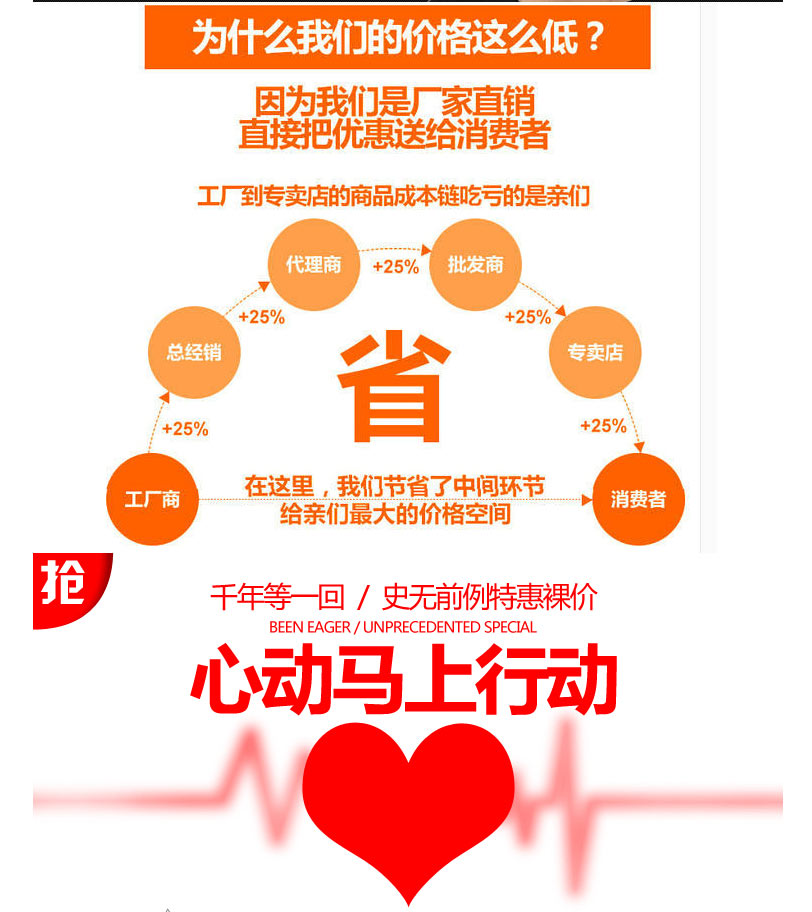 为什么我们的价格这么低？
因为我们是厂家直销
直接把优惠送给消费者
工厂到专卖店的商品成本链吃亏的是亲们
代理商
+25%
批发商
+25%
+25%
总经销
省
专卖店
+25%
+25%
工厂商
在这里，我们节省了中间环节
给亲们最大的价格空间
消费者
抢
千年等一回 / 史无前例特惠裸价
BEEN EAGER / UNPRECEDENTED SPECIAL
心动马上行动